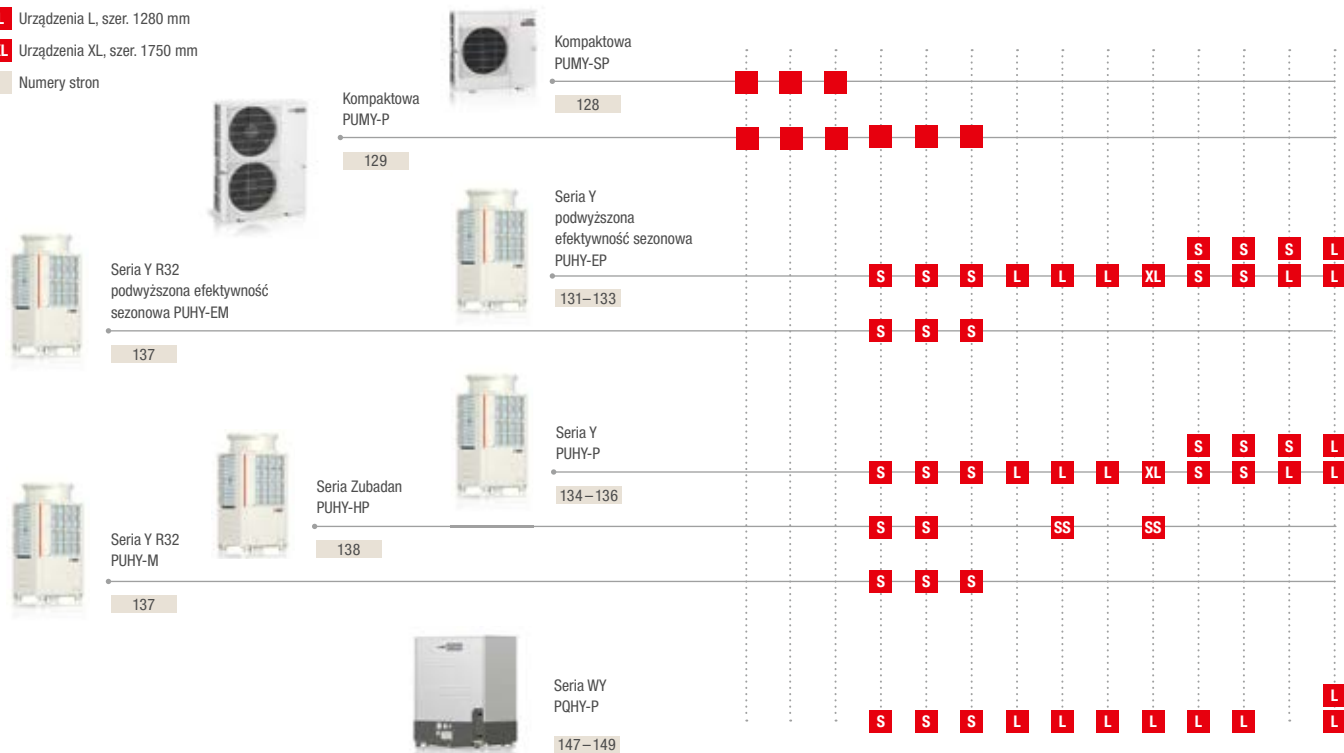 L Urządzenia L, szer. 1280 mm
XL Urządzenia XL, szer. 1750 mm
Numery stron
Kompaktowa
PUMY-SP
128
Kompaktowa
PUMY-P
129
Seria Y
podwyższona
efektywność sezonowa
PUHY-EP
131–133
S S S L
S S S L L L XL S S L L
Seria Y R32
podwyższona efektywność
sezonowa PUHY-EM
137
S S S
Seria Y
PUHY-P
134–136
S S S L
S S S L L L XL S S L L
Seria Zubadan
PUHY-HP
138
S S SS SS
Seria Y R32
PUHY-M
137
S S S
Seria WY
PQHY-P
147–149
L
S S S L L L L L L L